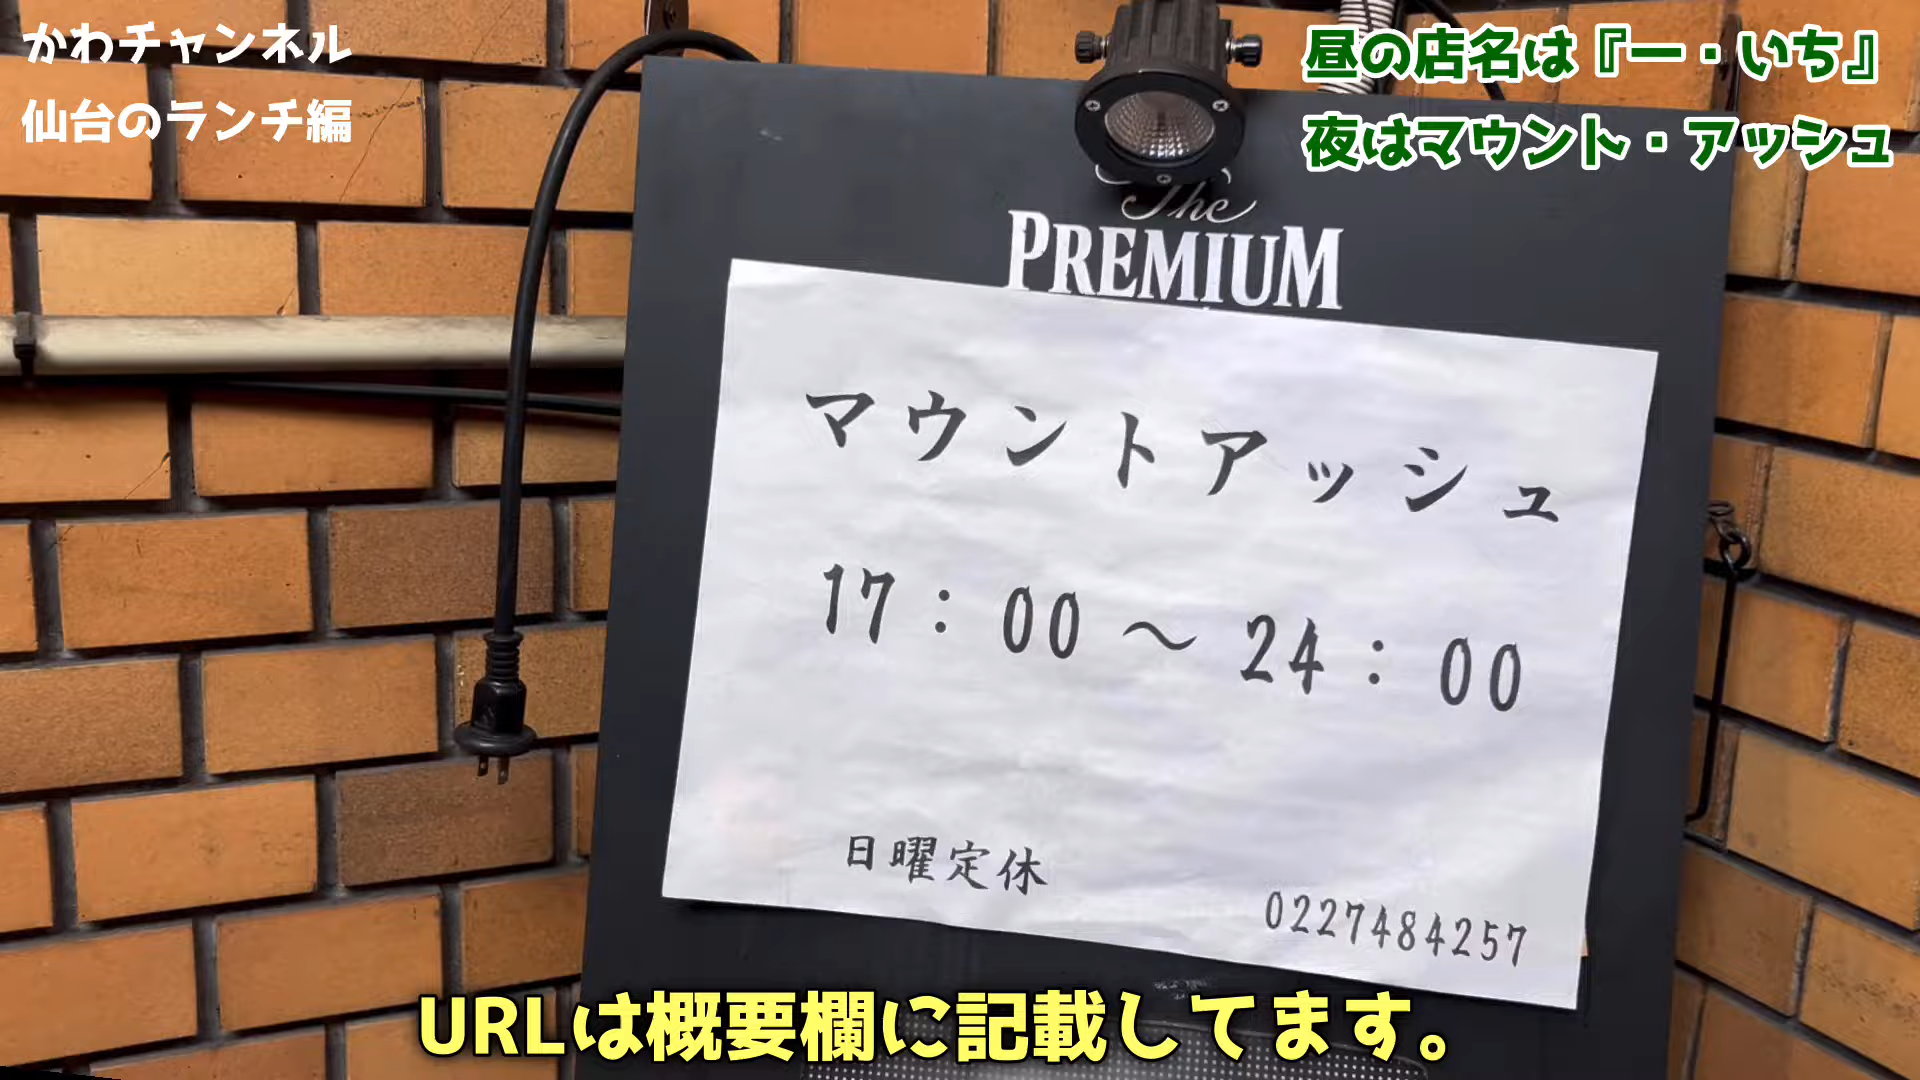 かわチャンネル
仙台のランチ編
昼の店名は『一・いち』
夜はマウント・アッシュ
The
PREMIUM
マウントアッシュ
17：00～24：00
日曜定休
0227484257
URLは概要欄に記載してます。